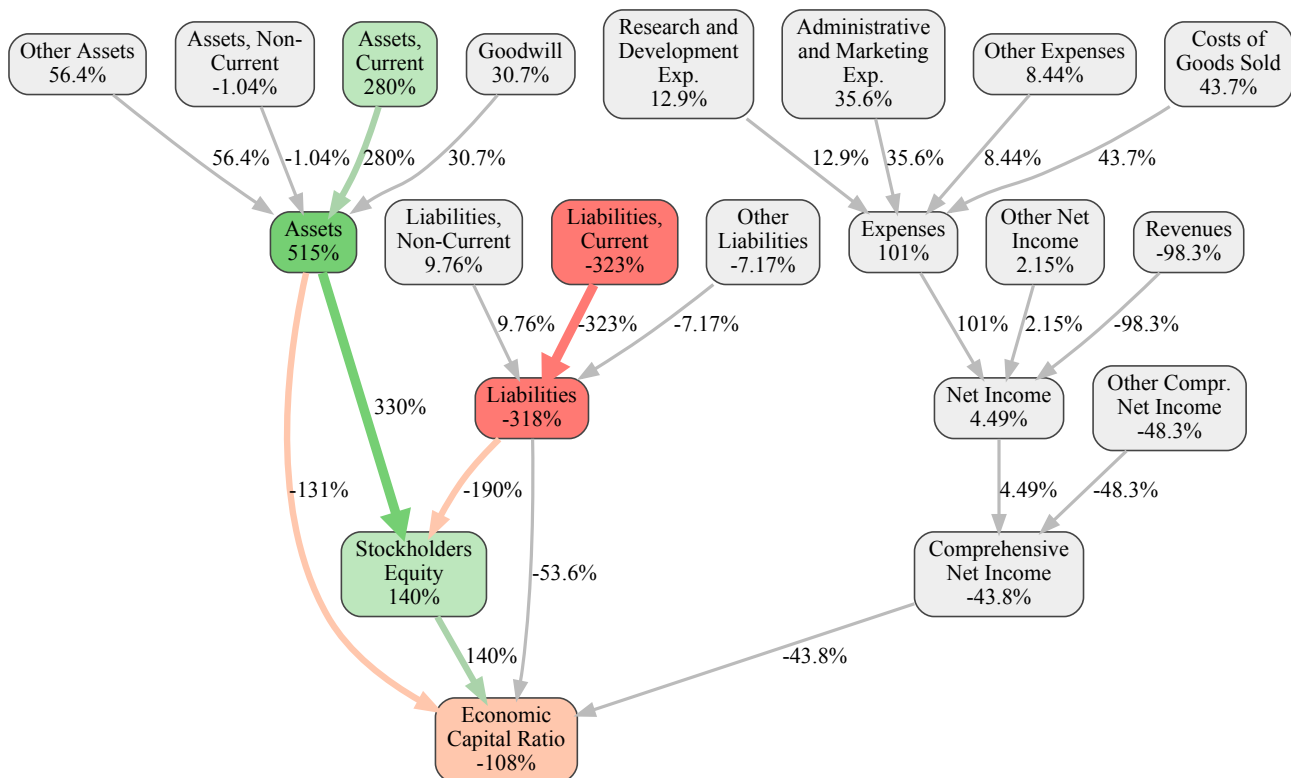 Other Assets
56.4%
Assets, Non-
Current
-1.04%
Assets,
Current
280%
Goodwill
30.7%
Research and
Development
Exp.
12.9%
Administrative
and Marketing
Exp.
35.6%
Other Expenses
8.44%
Costs of
Goods Sold
43.7%
56.4%
-1.04%
280%
30.7%
12.9%
35.6%
8.44%
43.7%
Assets
515%
Liabilities,
Non-Current
9.76%
Liabilities,
Current
-323%
Other
Liabilities
-7.17%
Expenses
101%
Other Net
Income
2.15%
Revenues
-98.3%
9.76%
-323%
-7.17%
101%
2.15%
-98.3%
330%
Liabilities
-318%
Net Income
4.49%
Other Compr.
Net Income
-48.3%
-131%
-190%
4.49%
-48.3%
Stockholders
Equity
140%
-53.6%
Comprehensive
Net Income
-43.8%
140%
-43.8%
Economic
Capital Ratio
-108%